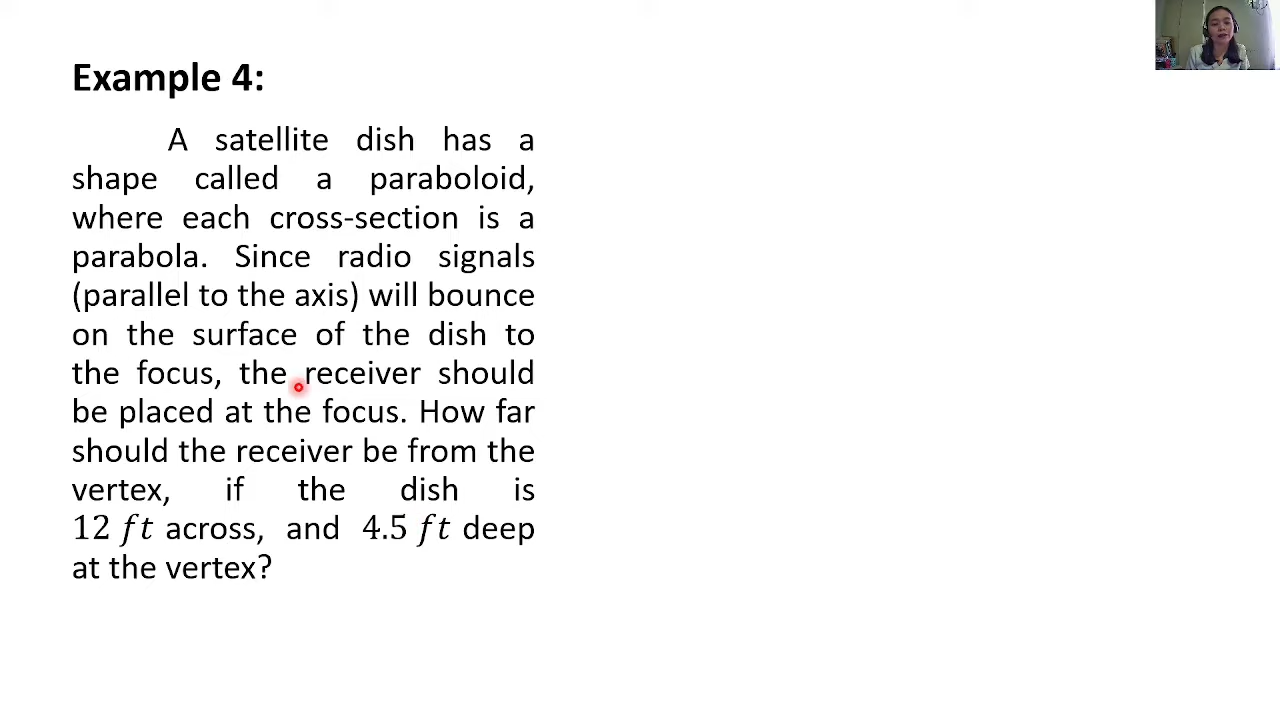 Example 4:
A satellite dish has a
shape called a paraboloid,
where each cross-section is a
parabola. Since radio signals
(parallel to the axis) will bounce
on the surface of the dish to
the focus, the receiver should
be placed at the focus. How far
should the receiver be from the
vertex, if the dish is
12 ft across, and 4.5 ft deep
at the vertex?